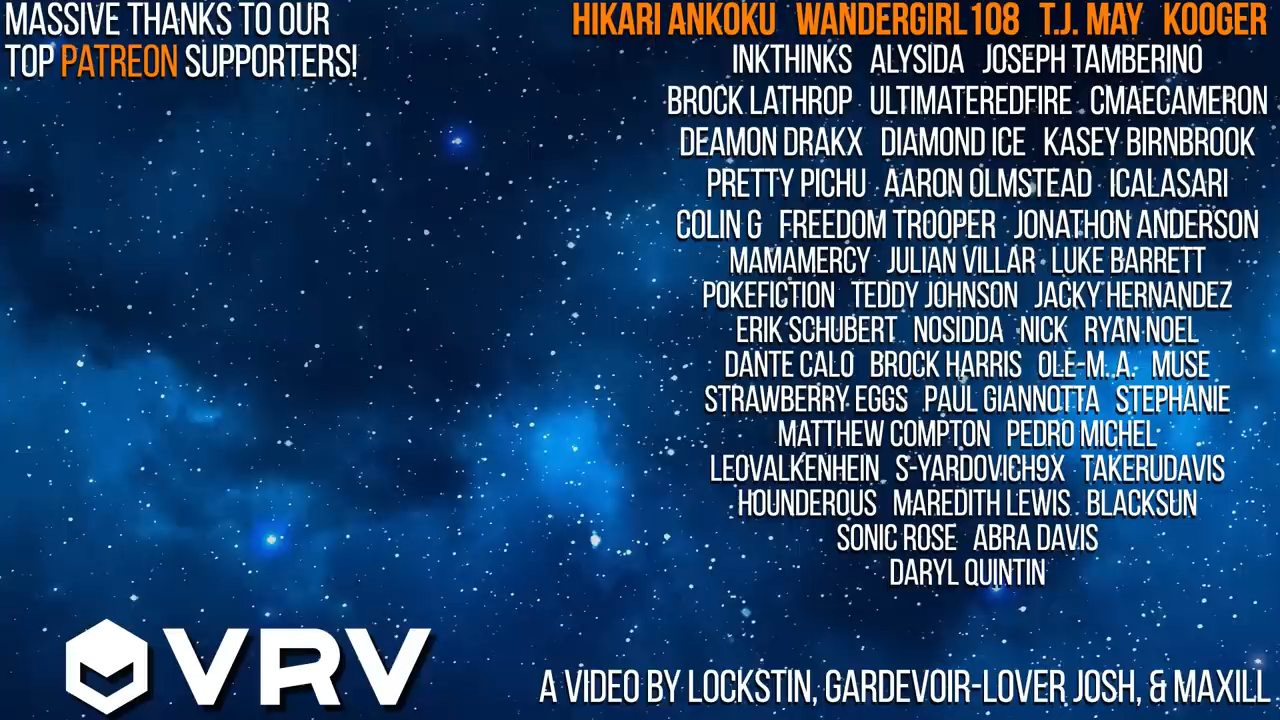 MASSIVE THANKS TO OUR
TOP PATREON SUPPORTERS!
HIKARI ANKOKU WANDERGIRL108 T.J. MAY KOOGER
INKTHINKS ALYSIDA JOSEPH TAMBERINO
BROCK LATHROP ULTIMATEREDFIRE CMAECAMERON
DEAMON DRAKX DIAMOND ICE KASEY BIRNBROOK
PRETTY PICHU AARON OLMSTEAD ICALASARI
COLIN G FREEDOM TROOPER JONATHON ANDERSON
MAMAMERCY JULIAN VILLAR LUKE BARRETT
POKEFICTION TEDDY JOHNSON JACKY HERNANDEZ
ERIK SCHUBERT NOSIDDA NICK RYAN NOEL
DANTE CALO BROCK HARRIS OLE-M. A. MUSE
STRAWBERRY EGGS PAUL GIANNOTTA STEPHANIE
MATTHEW COMPTON PEDRO MICHEL
LEOVALKENHEIN S-YARDOVICH9X TAKERUDAVIS
HOUNDEROUS MAREDITH LEWIS BLACKSUN
SONIC ROSE ABRA DAVIS
DARYL QUINTIN
VRV
A VIDEO BY LOCKSTIN, GARDEVOIR-LOVER JOSH, & MAXILL